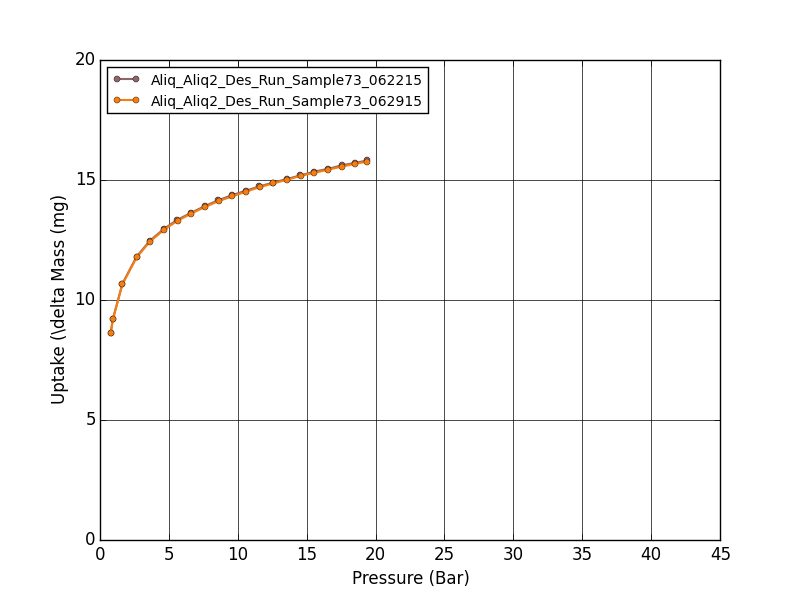 20
15
10
5
0
Uptake (\delta Mass (mg)
Aliq_Aliq2_Des_Run_Sample73_062215
Aliq_Aliq2_Des_Run_Sample73_062915
0 5 10 15 20 25 30 35 40 45
Pressure (Bar)